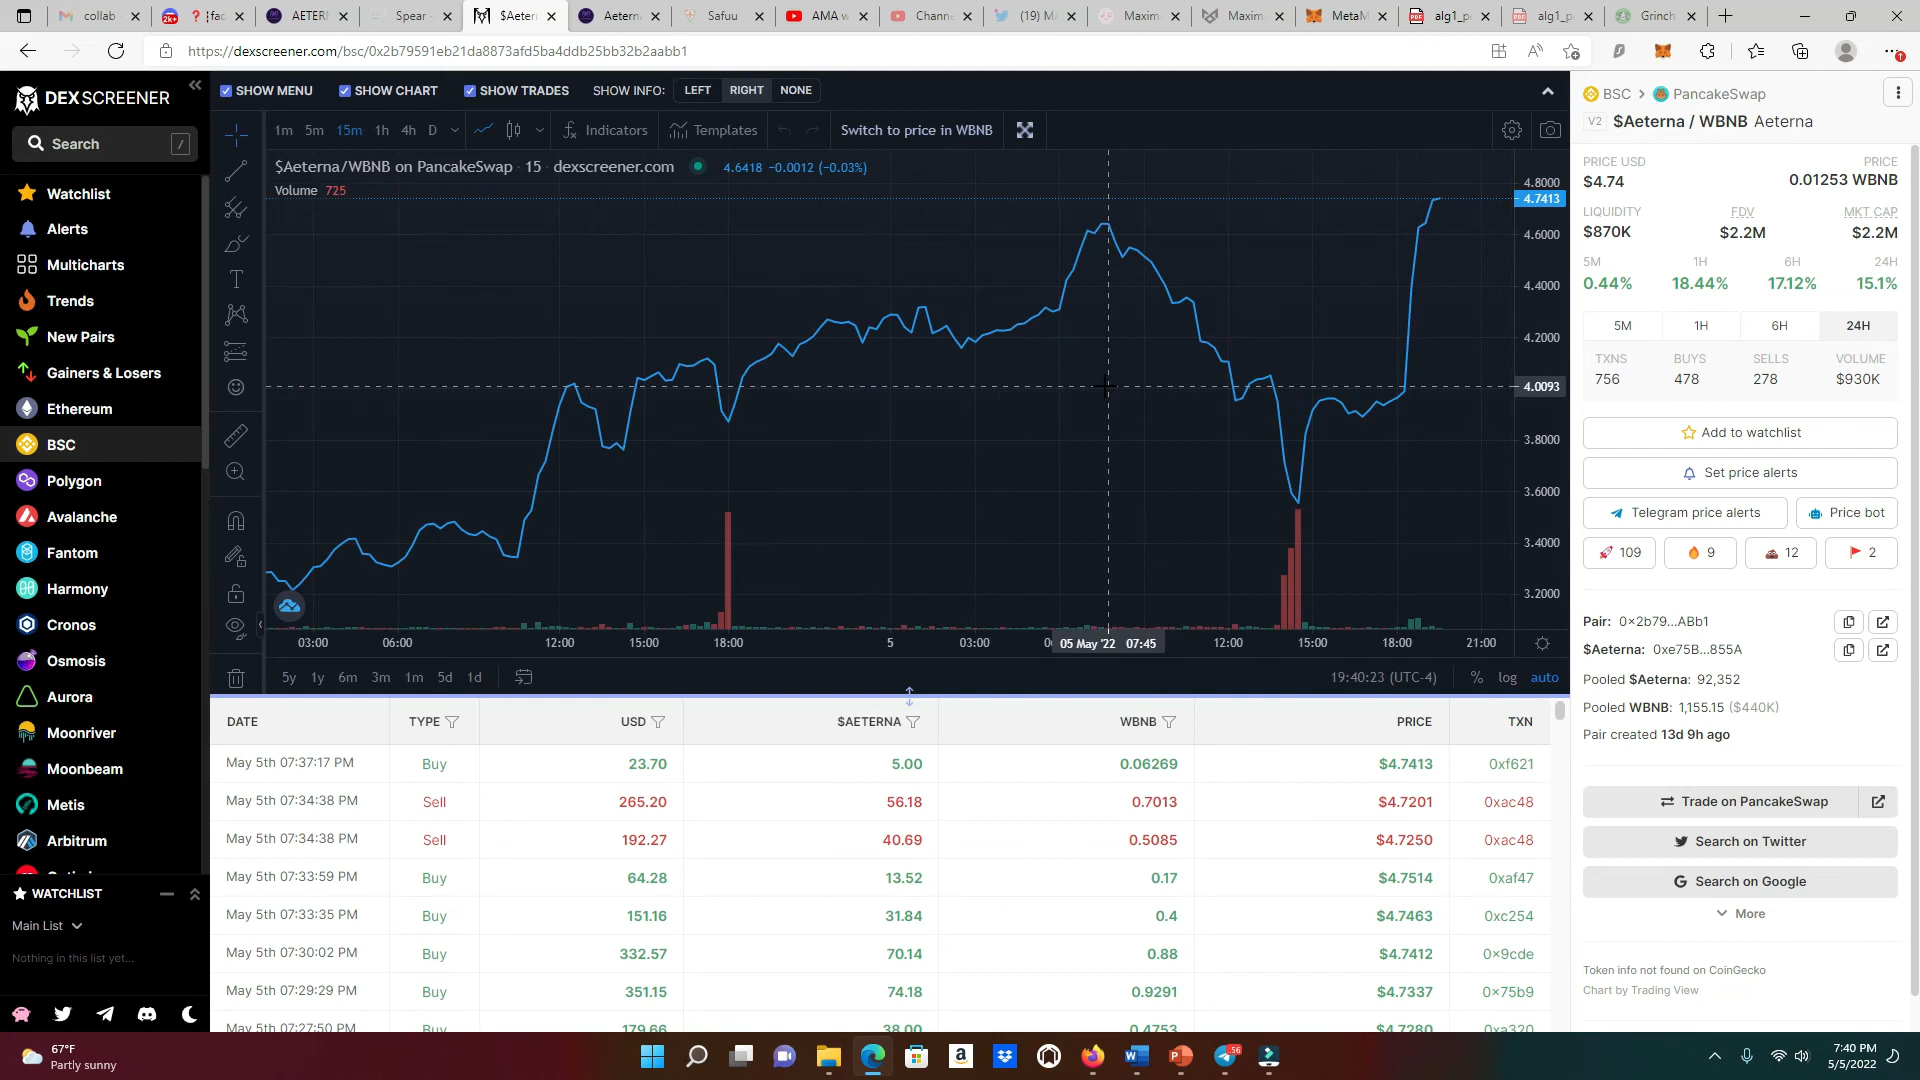 collab
2k+
? [fac
AETERN
Spear -
$Aeter
Aetern
Safuu
AMA w
Chann
(19) M
Maxim
Maxim
MetaM
alg1_p
alg1_p
Grinch
https://dexscreener.com/bsc/0x2b79591eb21da8873afd5ba4ddb25bb32b2aabb1
DEX SCREENER
Search
/
Watchlist
Alerts
Multicharts
Trends
New Pairs
Gainers & Losers
Ethereum
BSC
Polygon
Avalanche
Fantom
Harmony
Cronos
Osmosis
Aurora
Moonriver
Moonbeam
Metis
Arbitrum
WATCHLIST
Main List
Nothing in this list yet...
SHOW MENU
SHOW CHART
SHOW TRADES
SHOW INFO:
LEFT
RIGHT
NONE
1m 5m 15m 1h 4h D
Indicators
Templates
Switch to price in WBNB
$Aeterna/WBNB on PancakeSwap · 15 · dexscreener.com
4.6418 −0.0012 (−0.03%)
Volume 725
4.8000
4.7413
4.6000
4.4000
4.2000
4.0093
3.8000
3.6000
3.4000
3.2000
03:00 06:00 12:00 15:00 18:00 5 03:00 05 May '22 07:45 12:00 15:00 18:00 21:00
5y 1y 6m 3m 1m 5d 1d
19:40:23 (UTC-4)
% log auto
DATE TYPE USD $AETERNA WBNB PRICE TXN
May 5th 07:37:17 PM Buy 23.70 5.00 0.06269 $4.7413 0xf621
May 5th 07:34:38 PM Sell 265.20 56.18 0.7013 $4.7201 0xac48
May 5th 07:34:38 PM Sell 192.27 40.69 0.5085 $4.7250 0xac48
May 5th 07:33:59 PM Buy 64.28 13.52 0.17 $4.7514 0xaf47
May 5th 07:33:35 PM Buy 151.16 31.84 0.4 $4.7463 0xc254
May 5th 07:30:02 PM Buy 332.57 70.14 0.88 $4.7412 0x9cde
May 5th 07:29:29 PM Buy 351.15 74.18 0.9291 $4.7337 0x75b9
May 5th 07:27:50 PM Buy 179.66 38.00 0.4753 $4.7280 0xa320
BSC > PancakeSwap
V2 $Aeterna / WBNB Aeterna
PRICE USD PRICE
$4.74 0.01253 WBNB
LIQUIDITY FDV MKT CAP
$870K $2.2M $2.2M
5M 1H 6H 24H
0.44% 18.44% 17.12% 15.1%
5M 1H 6H 24H
TXNS BUYS SELLS VOLUME
756 478 278 $930K
Add to watchlist
Set price alerts
Telegram price alerts
Price bot
109 9 12 2
Pair: 0x2b79...ABb1
$Aeterna: 0xe75B...855A
Pooled $Aeterna: 92,352
Pooled WBNB: 1,155.15 ($440K)
Pair created 13d 9h ago
Trade on PancakeSwap
Search on Twitter
Search on Google
More
Token info not found on CoinGecko
Chart by Trading View
67°F
Partly sunny
56
7:40 PM
5/5/2022